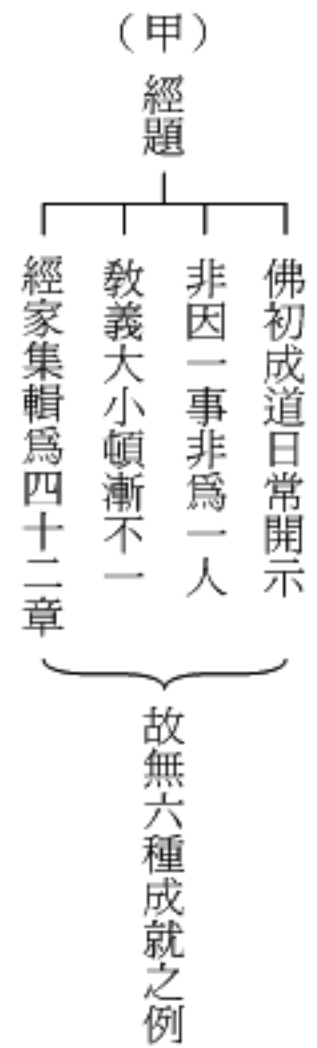 （甲）
經題
佛初成道日常開示
非因一事非爲一人
教義大小頓漸不一
經家集輯爲四十二章
故無六種成就之例